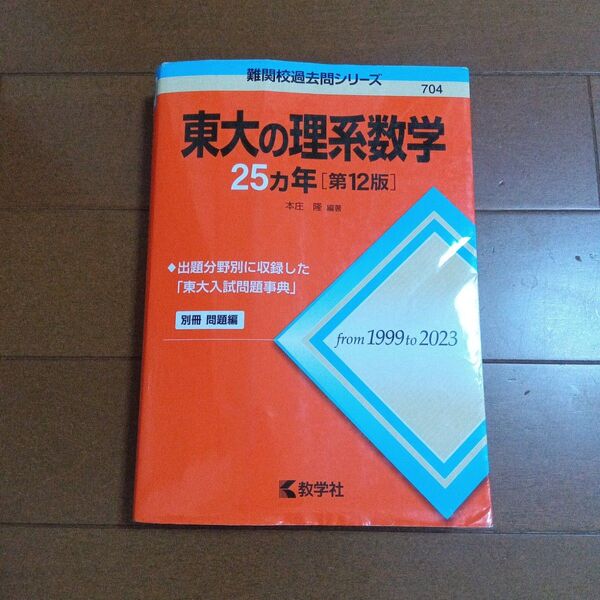 難関校過去問シリーズ
704
東大の理系数学
25カ年[第12版]
本庄 隆 編著
◆出題分野別に収録した
「東大入試問題事典」
別冊 問題編
from 1999 to 2023
教学社